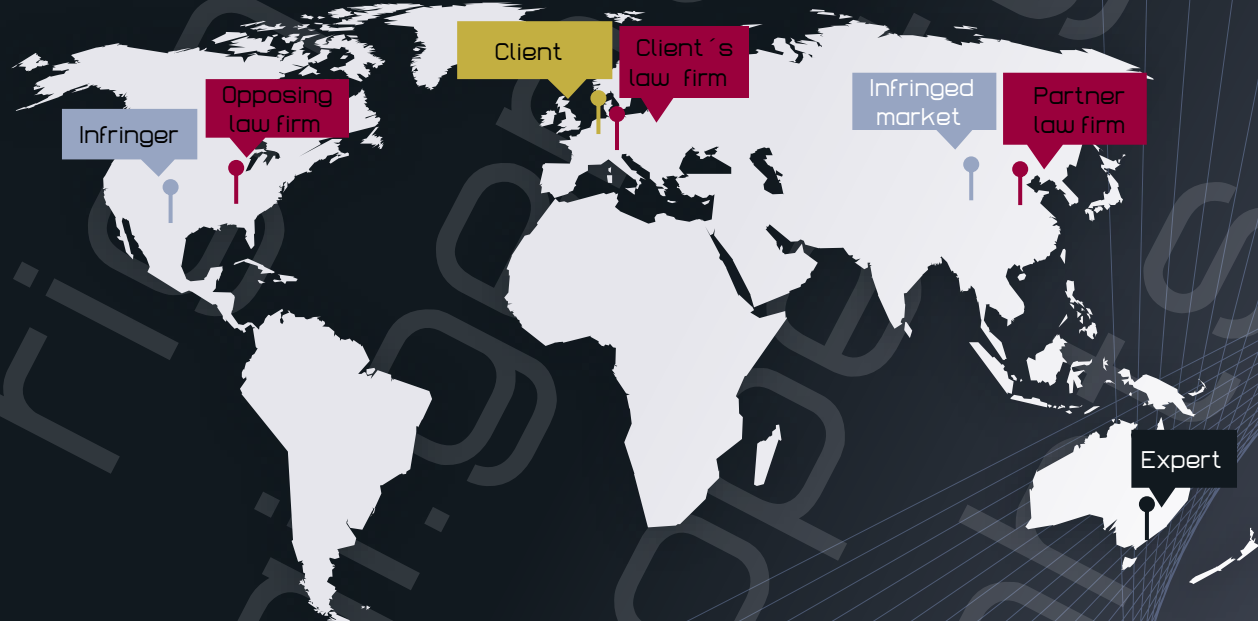 Client
Client´s
law firm
Infringed
market
Partner
law firm
Opposing
law firm
Infringer
Expert